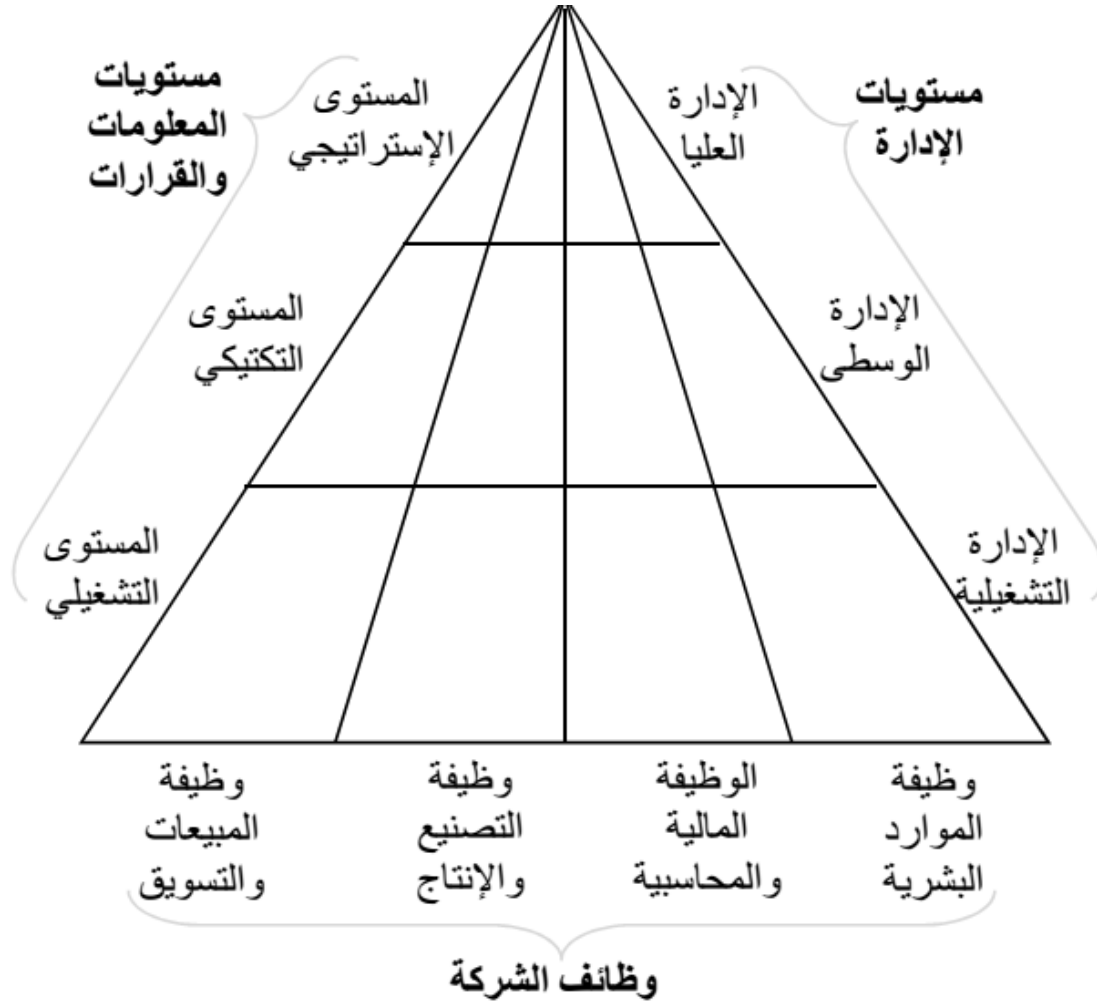 مستويات
الإدارة
الإدارة
العليا
المستوى
الإستراتيجي
مستويات
المعلومات
والقرارات
الإدارة
الوسطى
المستوى
التكتيكي
الإدارة
التشغيلية
المستوى
التشغيلي
وظيفة
الموارد
البشرية
الوظيفة
المالية
والمحاسبية
وظيفة
التصنيع
والإنتاج
وظيفة
المبيعات
والتسويق
وظائف الشركة